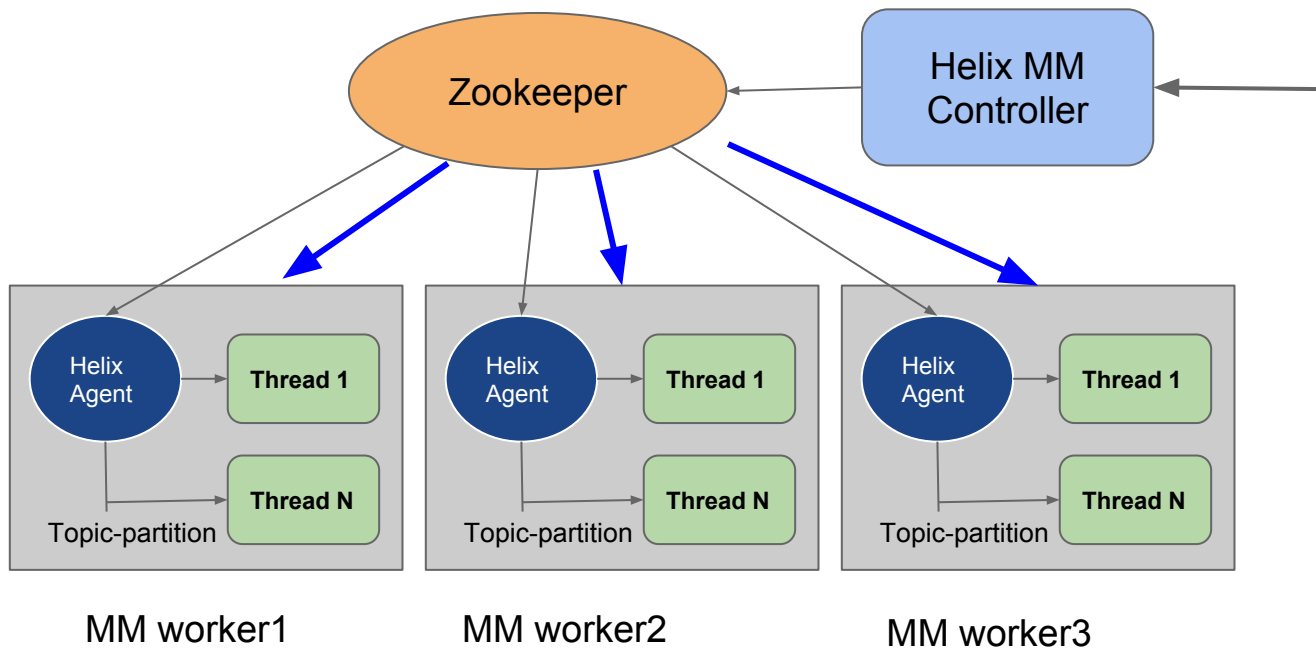 Zookeeper
Helix MM
Controller
Helix
Agent
Thread 1
Thread N
Topic-partition
MM worker1
Helix
Agent
Thread 1
Thread N
Topic-partition
MM worker2
Helix
Agent
Thread 1
Thread N
Topic-partition
MM worker3